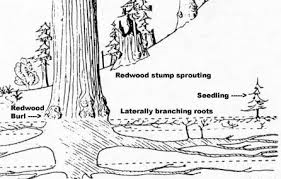 Redwood stump sprouting
Seedling ---->
Redwood
Burl ---->
Laterally branching roots